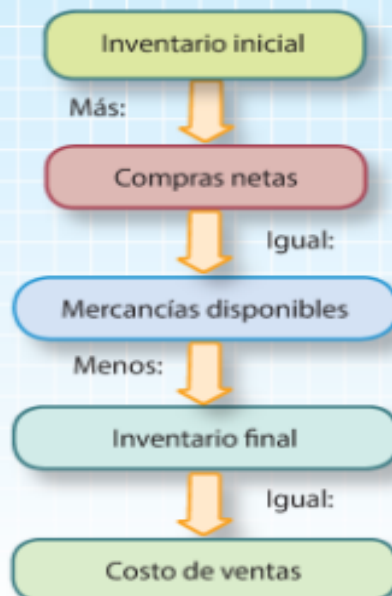 Inventario inicial
Más:
Compras netas
Igual:
Mercancías disponibles
Menos:
Inventario final
Igual:
Costo de ventas